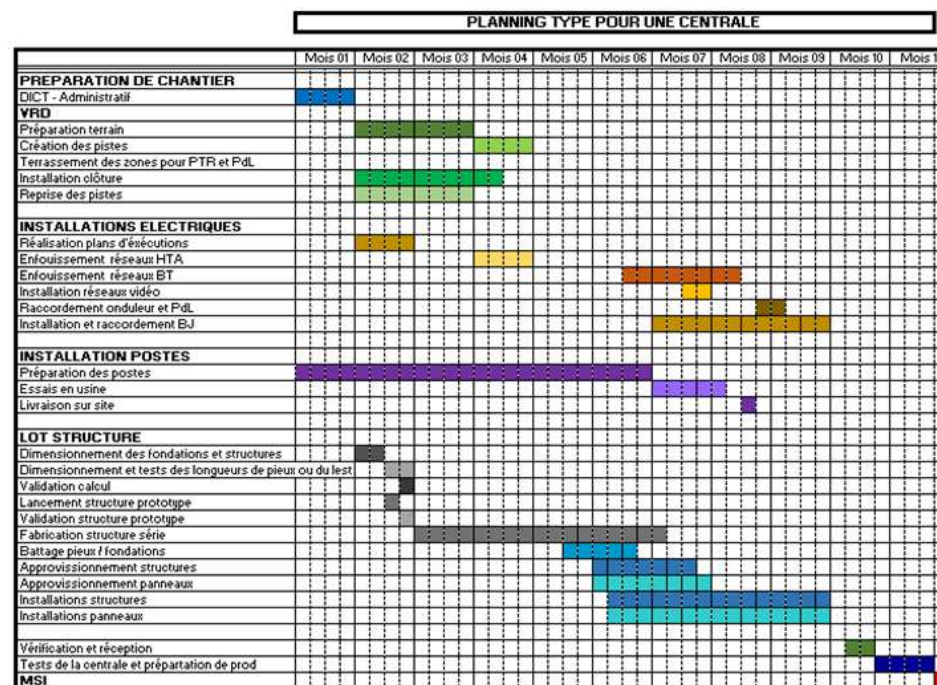 PLANNING TYPE POUR UNE CENTRALE
Mois 01 Mois 02 Mois 03 Mois 04 Mois 05 Mois 06 Mois 07 Mois 08 Mois 09 Mois 10 Mois 1
PREPARATION DE CHANTIER
DICT - Administratif
VRD
Préparation terrain
Création des pistes
Terrassement des zones pour PTR et PdL
Installation clôture
Reprise des pistes
INSTALLATIONS ELECTRIQUES
Réalisation plans d'éxécutions
Enfouissement réseaux HTA
Enfouissement réseaux BT
Installation réseaux vidéo
Raccordement onduleur et PdL
Installation et raccordement BJ
INSTALLATION POSTES
Préparation des postes
Essais en usine
Livraison sur site
LOT STRUCTURE
Dimensionnement des fondations et structures
Dimensionnement et tests des longueurs de pieux ou du lest
Validation calcul
Lancement structure prototype
Validation structure prototype
Fabrication structure série
Battage pieux / fondations
Approvissionnement structures
Approvissionnement panneaux
Installations structures
Installations panneaux
Vérification et réception
Tests de la centrale et prépartation de prod
MSI